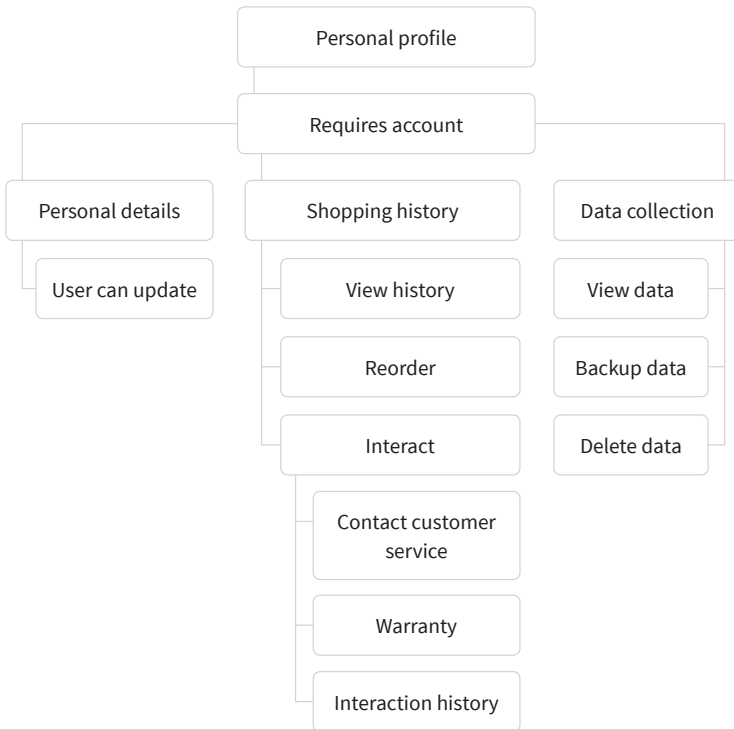 Personal profile
Requires account
Personal details
Shopping history
Data collection
User can update
View history
View data
Reorder
Backup data
Interact
Delete data
Contact customer
service
Warranty
Interaction history